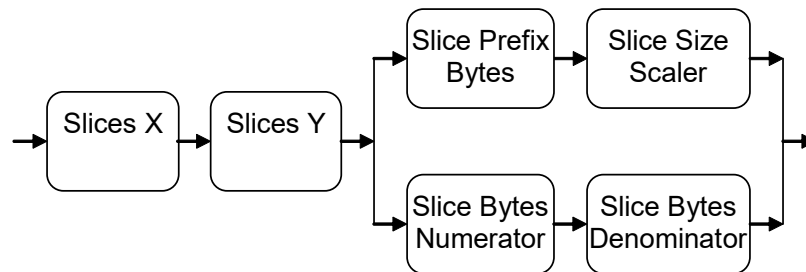 Slices X
Slices Y
Slice Prefix
Bytes
Slice Size
Scaler
Slice Bytes
Numerator
Slice Bytes
Denominator